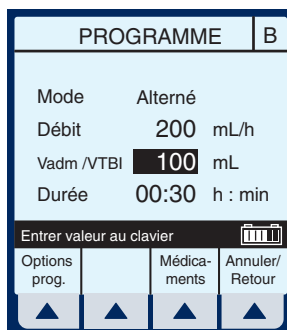 PROGRAMME B
Mode Alterné
Débit 200 mL/h
Vadm /VTBI 100 mL
Durée 00:30 h : min
Entrer valeur au clavier
Options Médica- Annuler/
prog. ments Retour